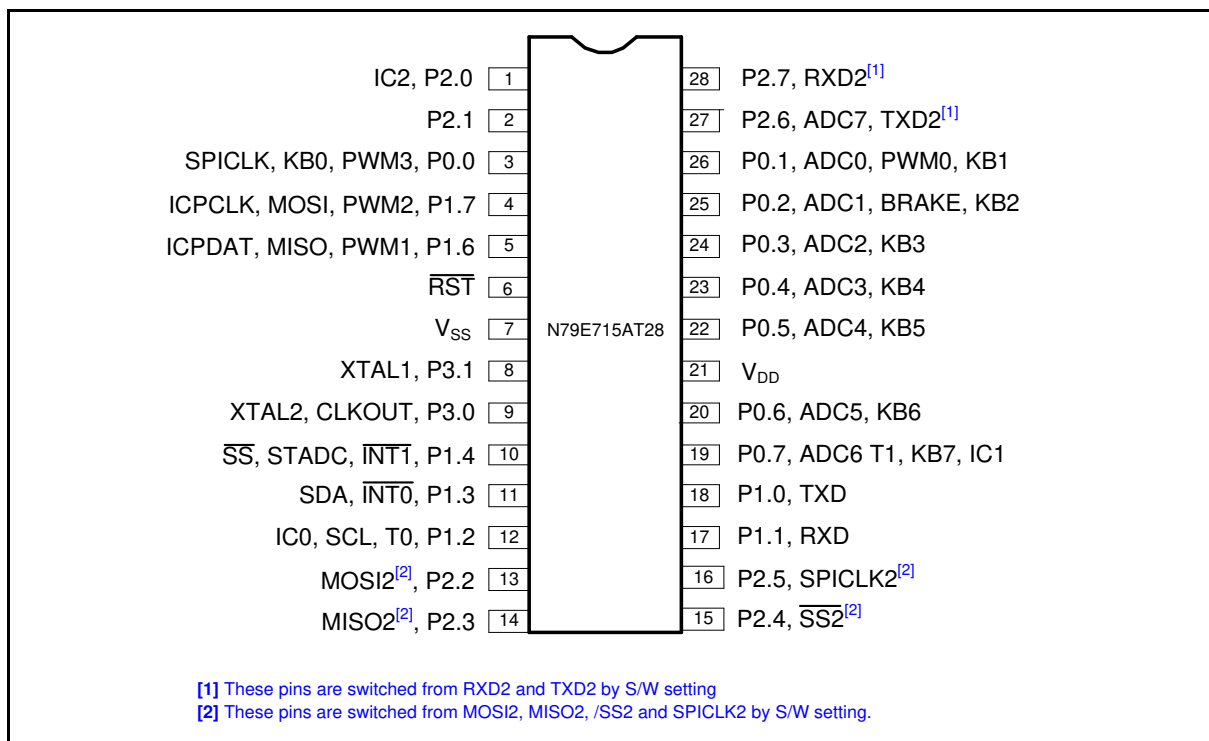 IC2, P2.0 1 28 P2.7, RXD2[1]
P2.1 2 27 P2.6, ADC7, TXD2[1]
SPICLK, KB0, PWM3, P0.0 3 26 P0.1, ADC0, PWM0, KB1
ICPCLK, MOSI, PWM2, P1.7 4 25 P0.2, ADC1, BRAKE, KB2
ICPDAT, MISO, PWM1, P1.6 5 24 P0.3, ADC2, KB3
R̅S̅T̅ 6 23 P0.4, ADC3, KB4
VSS 7 N79E715AT28 22 P0.5, ADC4, KB5
XTAL1, P3.1 8 21 VDD
XTAL2, CLKOUT, P3.0 9 20 P0.6, ADC5, KB6
S̅S̅, STADC, I̅N̅T̅1̅, P1.4 10 19 P0.7, ADC6 T1, KB7, IC1
SDA, I̅N̅T̅0̅, P1.3 11 18 P1.0, TXD
IC0, SCL, T0, P1.2 12 17 P1.1, RXD
MOSI2[2], P2.2 13 16 P2.5, SPICLK2[2]
MISO2[2], P2.3 14 15 P2.4, S̅S̅2̅[2]
[1] These pins are switched from RXD2 and TXD2 by S/W setting
[2] These pins are switched from MOSI2, MISO2, /SS2 and SPICLK2 by S/W setting.